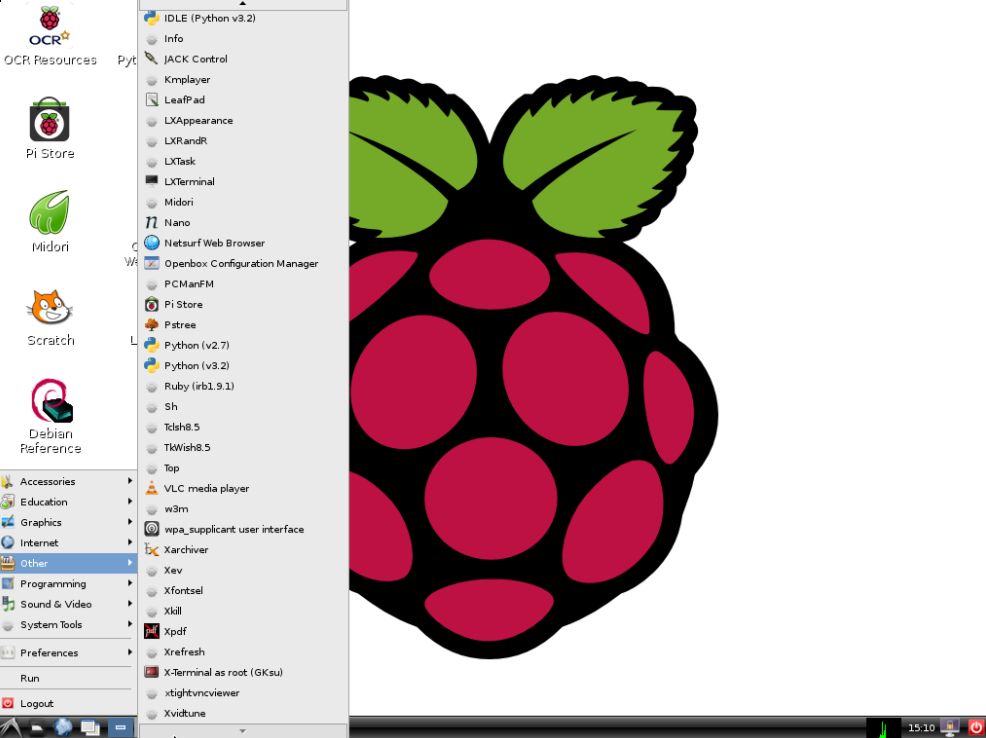 OCR
OCR Resources
Pyt
Pi Store
Midori
Scratch
L
Debian
Reference
Accessories
Education
Graphics
Internet
Other
Programming
Sound & Video
System Tools
Preferences
Run
Logout
IDLE (Python v3.2)
Info
JACK Control
Kmplayer
LeafPad
LXAppearance
LXRandR
LXTask
LXTerminal
Midori
Nano
Netsurf Web Browser
Openbox Configuration Manager
PCManFM
Pi Store
Pstree
Python (v2.7)
Python (v3.2)
Ruby (irb1.9.1)
Sh
Tclsh8.5
TkWish8.5
Top
VLC media player
w3m
wpa_supplicant user interface
Xarchiver
Xev
Xfontsel
Xkill
Xpdf
Xrefresh
X-Terminal as root (GKsu)
xtightvncviewer
Xvidtune
15:10